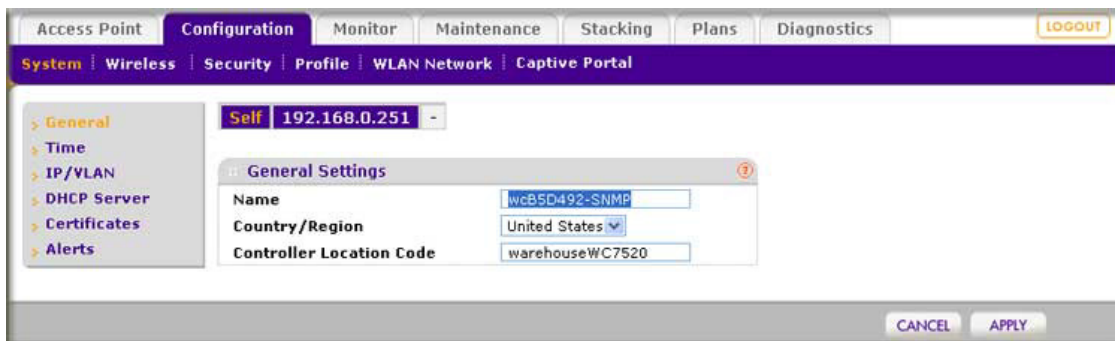 Access Point Configuration Monitor Maintenance Stacking Plans Diagnostics LOGOUT
System Wireless Security Profile WLAN Network Captive Portal
Self 192.168.0.251 -
General
Time
IP/VLAN
DHCP Server
Certificates
Alerts
General Settings ?
Name wcB5D492-SNMP
Country/Region United States
Controller Location Code warehouseWC7520
CANCEL APPLY